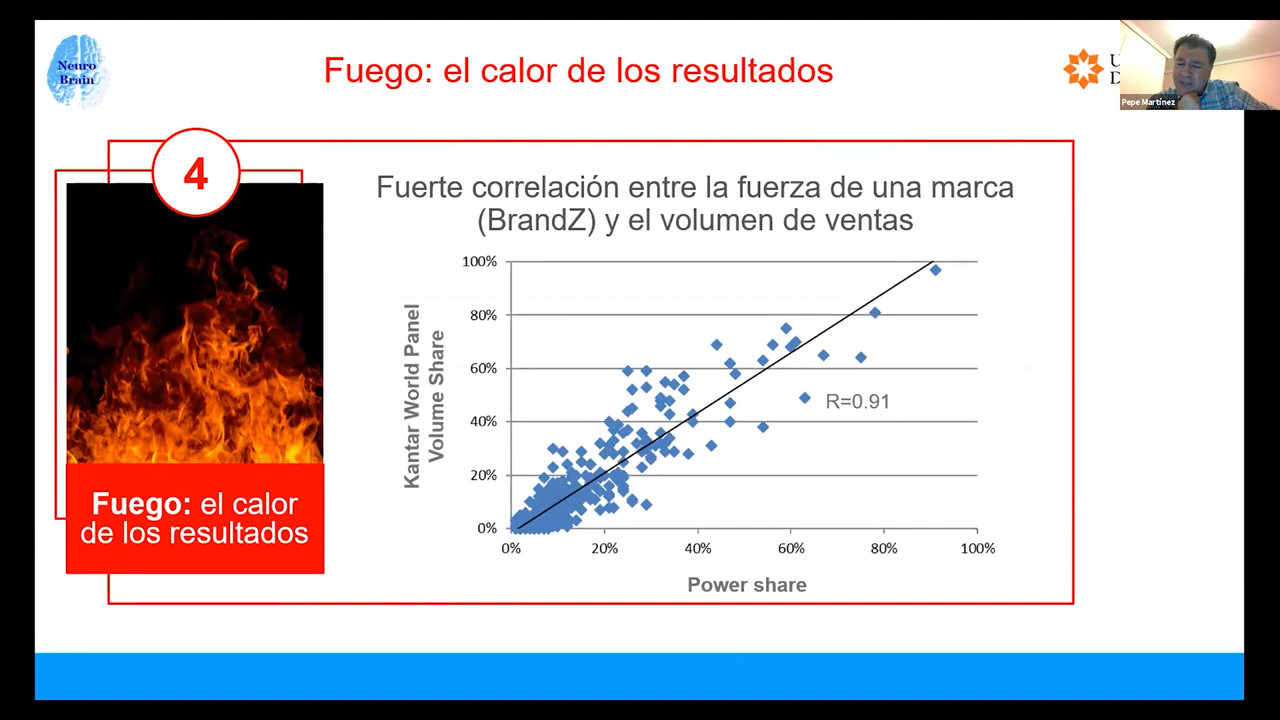 Neuro
Brain
Fuego: el calor de los resultados
Pepe Martínez
4
Fuerte correlación entre la fuerza de una marca
(BrandZ) y el volumen de ventas
Kantar World Panel
Volume Share
100%
80%
60%
40%
20%
0%
R=0.91
0%
20%
40%
60%
80%
100%
Power share
Fuego: el calor
de los resultados